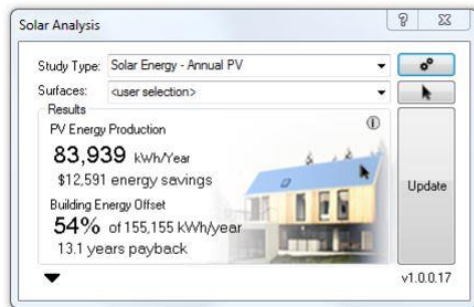 Solar Analysis
Study Type: Solar Energy - Annual PV
Surfaces: <user selection>
Results
PV Energy Production
83,939 kWh/Year
$12,591 energy savings
Building Energy Offset
54% of 155,155 kWh/year
13.1 years payback
Update
v1.0.0.17